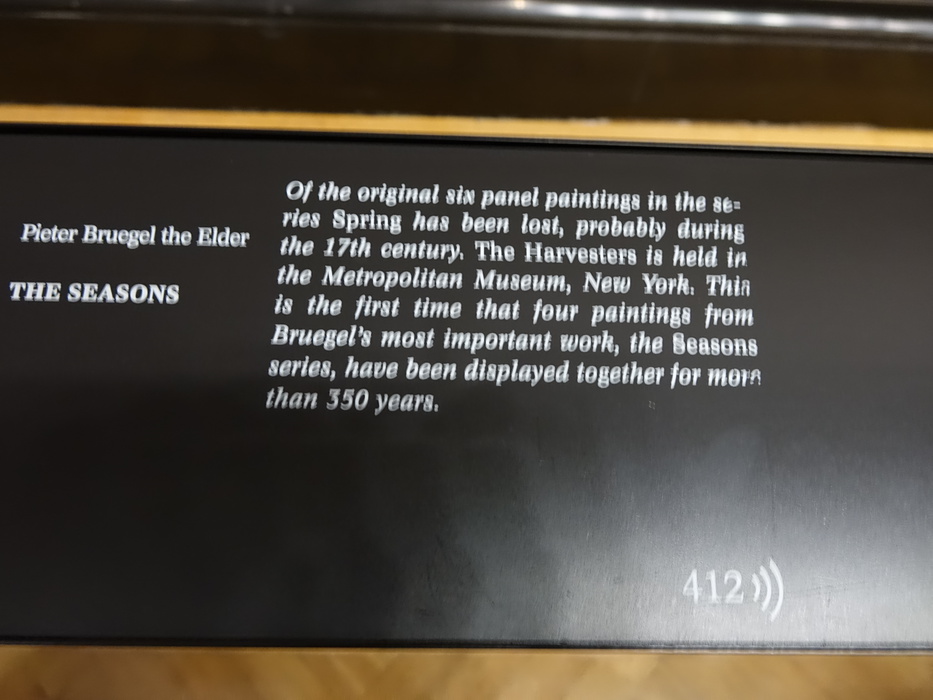 Pieter Bruegel the Elder
THE SEASONS
Of the original six panel paintings in the se-
ries Spring has been lost, probably during
the 17th century. The Harvesters is held in
the Metropolitan Museum, New York. This
is the first time that four paintings from
Bruegel's most important work, the Seasons
series, have been displayed together for more
than 350 years.
412